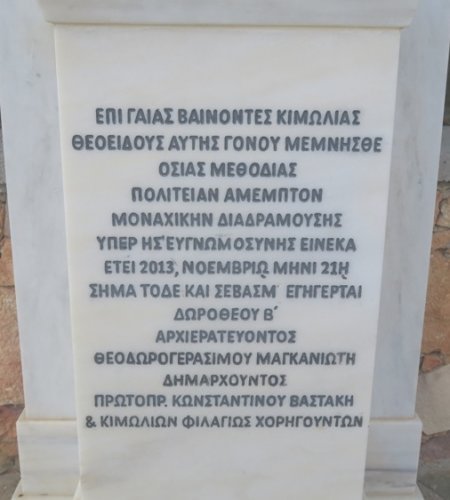 ΕΠΙ ΓΑΙΑΣ ΒΑΙΝΟΝΤΕΣ ΚΙΜΩΛΙΑΣ
ΘΕΟΕΙΔΟΥΣ ΑΥΤΗΣ ΓΟΝΟΥ ΜΕΜΝΗΣΘΕ
ΟΣΙΑΣ ΜΕΘΟΔΙΑΣ
ΠΟΛΙΤΕΙΑΝ ΑΜΕΜΠΤΟΝ
ΜΟΝΑΧΙΚΗΝ ΔΙΑΔΡΑΜΟΥΣΗΣ
ΥΠΕΡ ΗΣ ΕΥΓΝΩΜΟΣΥΝΗΣ ΕΙΝΕΚΑ
ΕΤΕΙ 2013, ΝΟΕΜΒΡΙῼ ΜΗΝΙ 21ῌ
ΣΗΜΑ ΤΟΔΕ ΚΑΙ ΣΕΒΑΣΜ᾽ ΕΓΗΓΕΡΤΑΙ
ΔΩΡΟΘΕΟΥ Β΄
ΑΡΧΙΕΡΑΤΕΥΟΝΤΟΣ
ΘΕΟΔΩΡΟΓΕΡΑΣΙΜΟΥ ΜΑΓΚΑΝΙΩΤΗ
ΔΗΜΑΡΧΟΥΝΤΟΣ
ΠΡΩΤΟΠΡ. ΚΩΝΣΤΑΝΤΙΝΟΥ ΒΑΣΤΑΚΗ
& ΚΙΜΩΛΙΩΝ ΦΙΛΑΓΙΩΣ ΧΟΡΗΓΟΥΝΤΩΝ